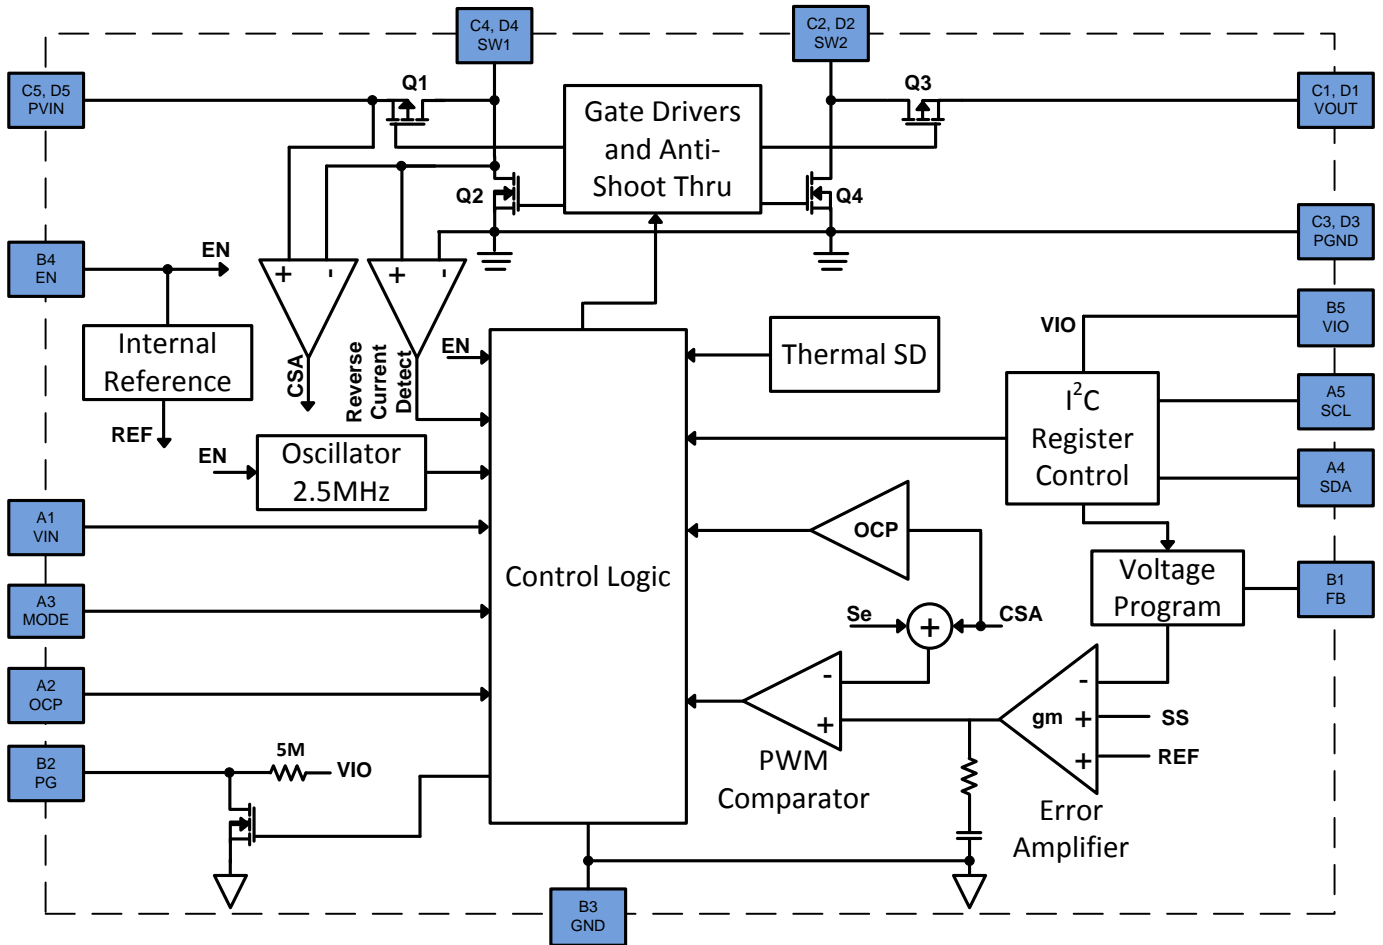 C4, D4
SW1
C2, D2
SW2
C5, D5
PVIN
Q1
Gate Drivers
and Anti-
Shoot Thru
Q3
C1, D1
VOUT
Q2
Q4
C3, D3
PGND
B4
EN
EN
+
-
+
-
B5
VIO
VIO
Internal
Reference
REF
CSA
Reverse
Current
Detect
EN
Thermal SD
I²C
Register
Control
A5
SCL
A4
SDA
EN
Oscillator
2.5MHz
A1
VIN
OCP
Control Logic
Voltage
Program
B1
FB
A3
MODE
Se
+
CSA
A2
OCP
-
+
PWM
Comparator
-
gm
+
+
SS
REF
Error
Amplifier
B2
PG
5M
VIO
B3
GND